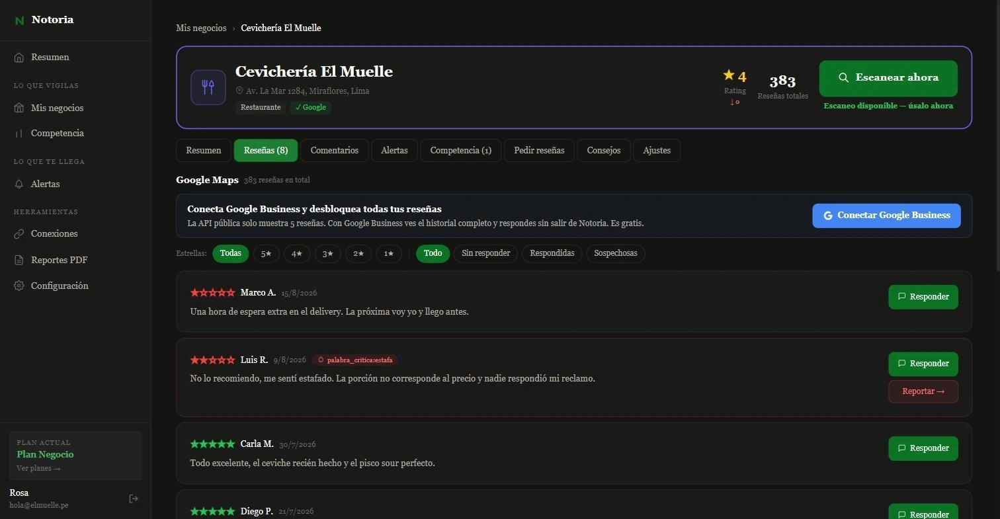 Notoria
Resumen
LO QUE VIGILAS
Mis negocios
Competencia
LO QUE TE LLEGA
Alertas
HERRAMIENTAS
Conexiones
Reportes PDF
Configuración
PLAN ACTUAL
Plan Negocio
Ver planes →
Rosa
hola@elmuelle.pe
Mis negocios › Cevichería El Muelle
Cevichería El Muelle
Av. La Mar 1284, Miraflores, Lima
Restaurante ✓ Google
★ 4
Rating
↓0
383
Reseñas totales
Escanear ahora
Escaneo disponible — úsalo ahora
Resumen Reseñas (8) Comentarios Alertas Competencia (1) Pedir reseñas Consejos Ajustes
Google Maps 383 reseñas en total
Conecta Google Business y desbloquea todas tus reseñas
La API pública solo muestra 5 reseñas. Con Google Business ves el historial completo y respondes sin salir de Notoria. Es gratis.
G Conectar Google Business
Estrellas: Todas 5★ 4★ 3★ 2★ 1★ Todo Sin responder Respondidas Sospechosas
★☆☆☆☆ Marco A. 15/8/2026
Una hora de espera extra en el delivery. La próxima voy yo y llego antes.
Responder
★★☆☆☆ Luis R. 9/8/2026 palabra_critica:estafa
No lo recomiendo, me sentí estafado. La porción no corresponde al precio y nadie respondió mi reclamo.
Responder
Reportar →
★★★★★ Carla M. 30/7/2026
Todo excelente, el ceviche recién hecho y el pisco sour perfecto.
Responder
★★★★★ Diego P. 21/7/2026
Responder